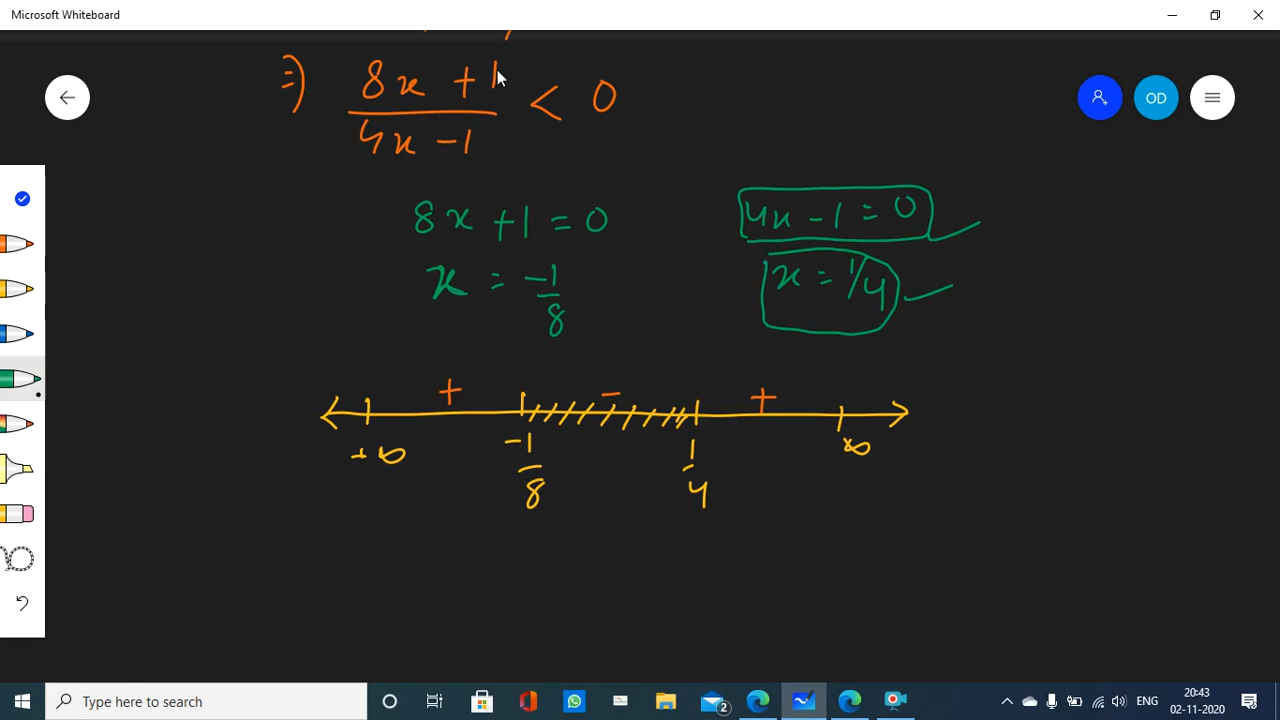 Microsoft Whiteboard
⇒ 8x + 1 / 4x - 1 < 0
OD
8x + 1 = 0
4x - 1 = 0
x = -1/8
x = 1/4
+ - +
-∞ -1/8 1/4 ∞
Type here to search
2
ENG
20:43
02-11-2020